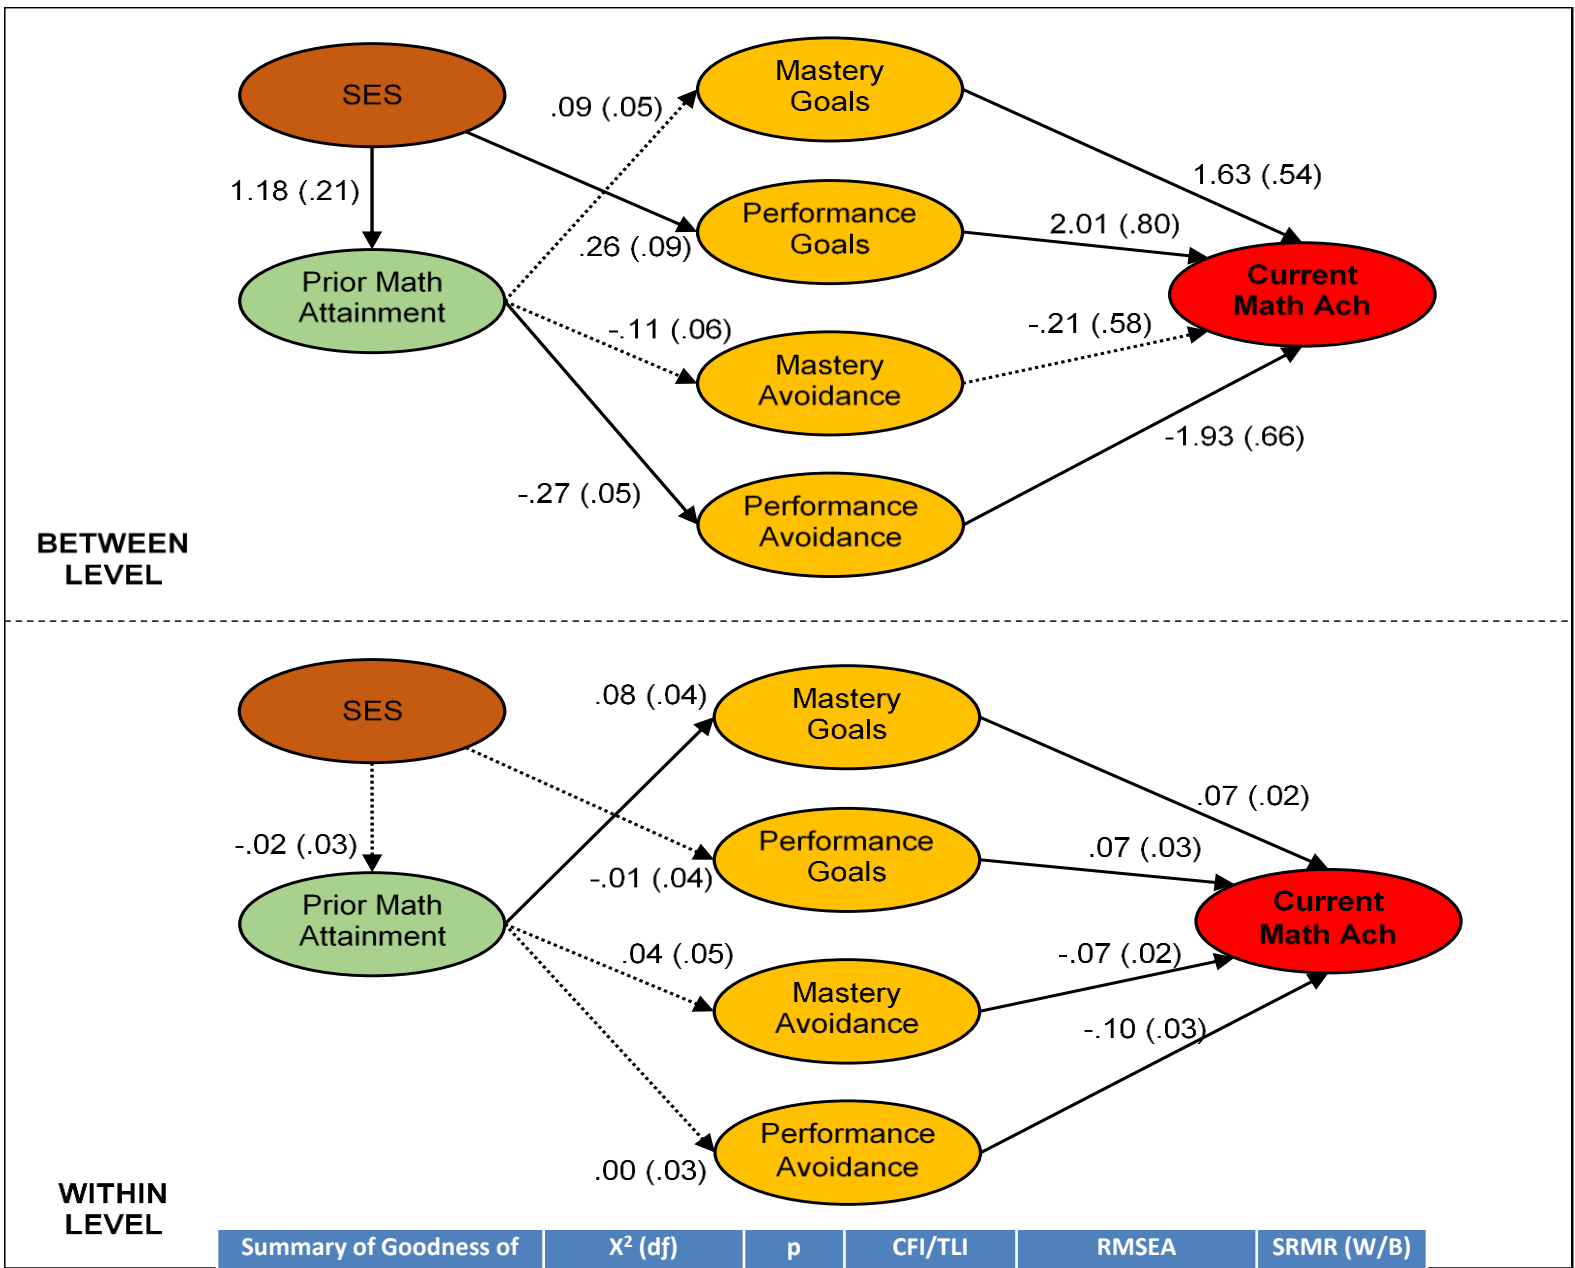 SES
Mastery
Goals
.09 (.05)
1.63 (.54)
1.18 (.21)
Performance
Goals
.26 (.09)
2.01 (.80)
Prior Math
Attainment
Current
Math Ach
-.11 (.06)
-.21 (.58)
Mastery
Avoidance
-1.93 (.66)
-.27 (.05)
Performance
Avoidance
BETWEEN
LEVEL
SES
.08 (.04)
Mastery
Goals
.07 (.02)
-.02 (.03)
Performance
Goals
.07 (.03)
-.01 (.04)
Prior Math
Attainment
Current
Math Ach
.04 (.05)
-.07 (.02)
Mastery
Avoidance
-.10 (.03)
Performance
Avoidance
.00 (.03)
WITHIN
LEVEL
Summary of Goodness of X² (df) p CFI/TLI RMSEA SRMR (W/B)